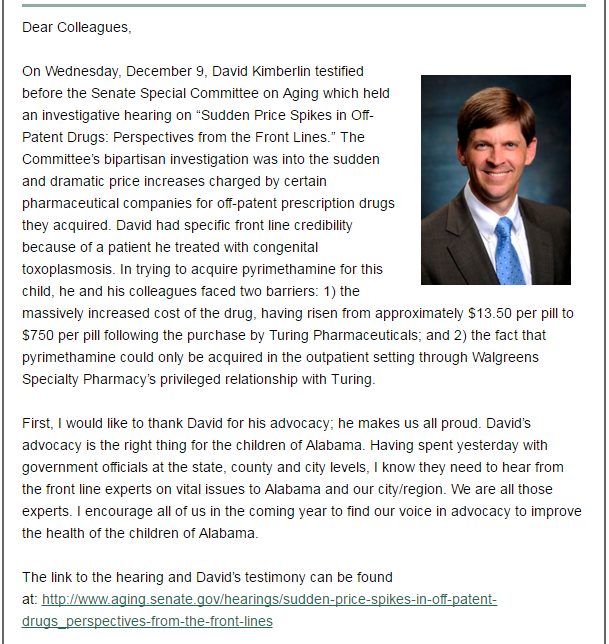 Dear Colleagues,
On Wednesday, December 9, David Kimberlin testified
before the Senate Special Committee on Aging which held
an investigative hearing on “Sudden Price Spikes in Off-
Patent Drugs: Perspectives from the Front Lines.” The
Committee’s bipartisan investigation was into the sudden
and dramatic price increases charged by certain
pharmaceutical companies for off-patent prescription drugs
they acquired. David had specific front line credibility
because of a patient he treated with congenital
toxoplasmosis. In trying to acquire pyrimethamine for this
child, he and his colleagues faced two barriers: 1) the
massively increased cost of the drug, having risen from approximately $13.50 per pill to
$750 per pill following the purchase by Turing Pharmaceuticals; and 2) the fact that
pyrimethamine could only be acquired in the outpatient setting through Walgreens
Specialty Pharmacy’s privileged relationship with Turing.
First, I would like to thank David for his advocacy; he makes us all proud. David’s
advocacy is the right thing for the children of Alabama. Having spent yesterday with
government officials at the state, county and city levels, I know they need to hear from
the front line experts on vital issues to Alabama and our city/region. We are all those
experts. I encourage all of us in the coming year to find our voice in advocacy to improve
the health of the children of Alabama.
The link to the hearing and David’s testimony can be found
at: http://www.aging.senate.gov/hearings/sudden-price-spikes-in-off-patent-
drugs_perspectives-from-the-front-lines